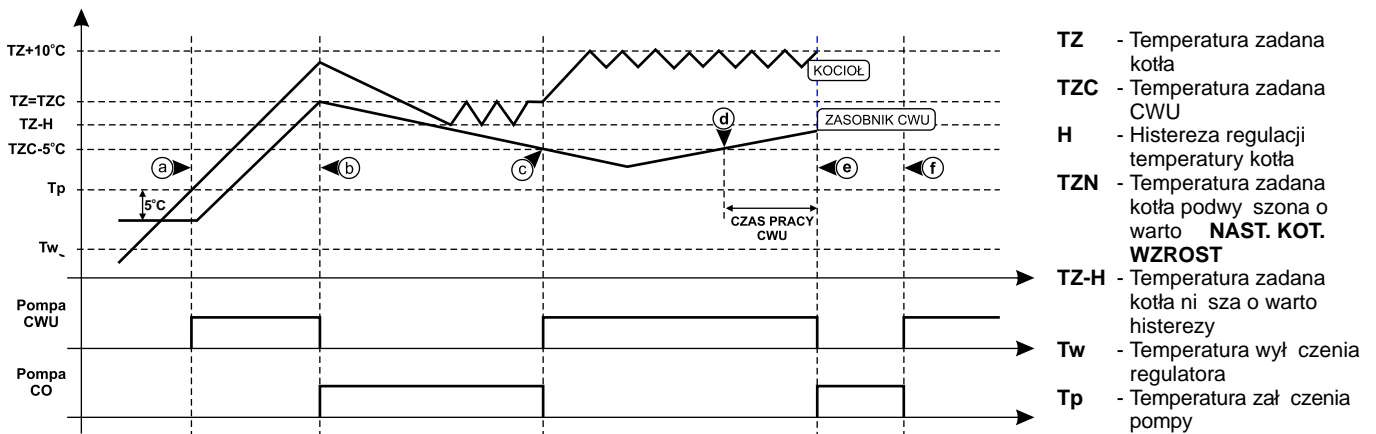 TZ+10°C
TZ=TZC
TZ-H
TZC-5°C
Tp
Tw
5°C
a
b
c
d
e
f
KOCIOŁ
ZASOBNIK CWU
CZAS PRACY
CWU
Pompa
CWU
Pompa
CO
TZ - Temperatura zadana
kotła
TZC - Temperatura zadana
CWU
H - Histereza regulacji
temperatury kotła
TZN - Temperatura zadana
kotła podwy szona o
warto NAST. KOT.
WZROST
TZ-H - Temperatura zadana
kotła ni sza o warto
histerezy
Tw - Temperatura wył czenia
regulatora
Tp - Temperatura zał czenia
pompy